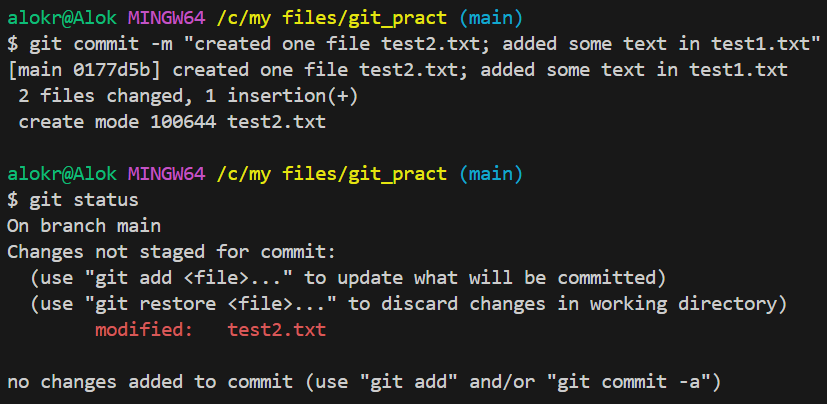 alokr@Alok MINGW64 /c/my files/git_pract (main)
$ git commit -m "created one file test2.txt; added some text in test1.txt"
[main 0177d5b] created one file test2.txt; added some text in test1.txt
 2 files changed, 1 insertion(+)
 create mode 100644 test2.txt

alokr@Alok MINGW64 /c/my files/git_pract (main)
$ git status
On branch main
Changes not staged for commit:
  (use "git add <file>..." to update what will be committed)
  (use "git restore <file>..." to discard changes in working directory)
        modified:   test2.txt

no changes added to commit (use "git add" and/or "git commit -a")